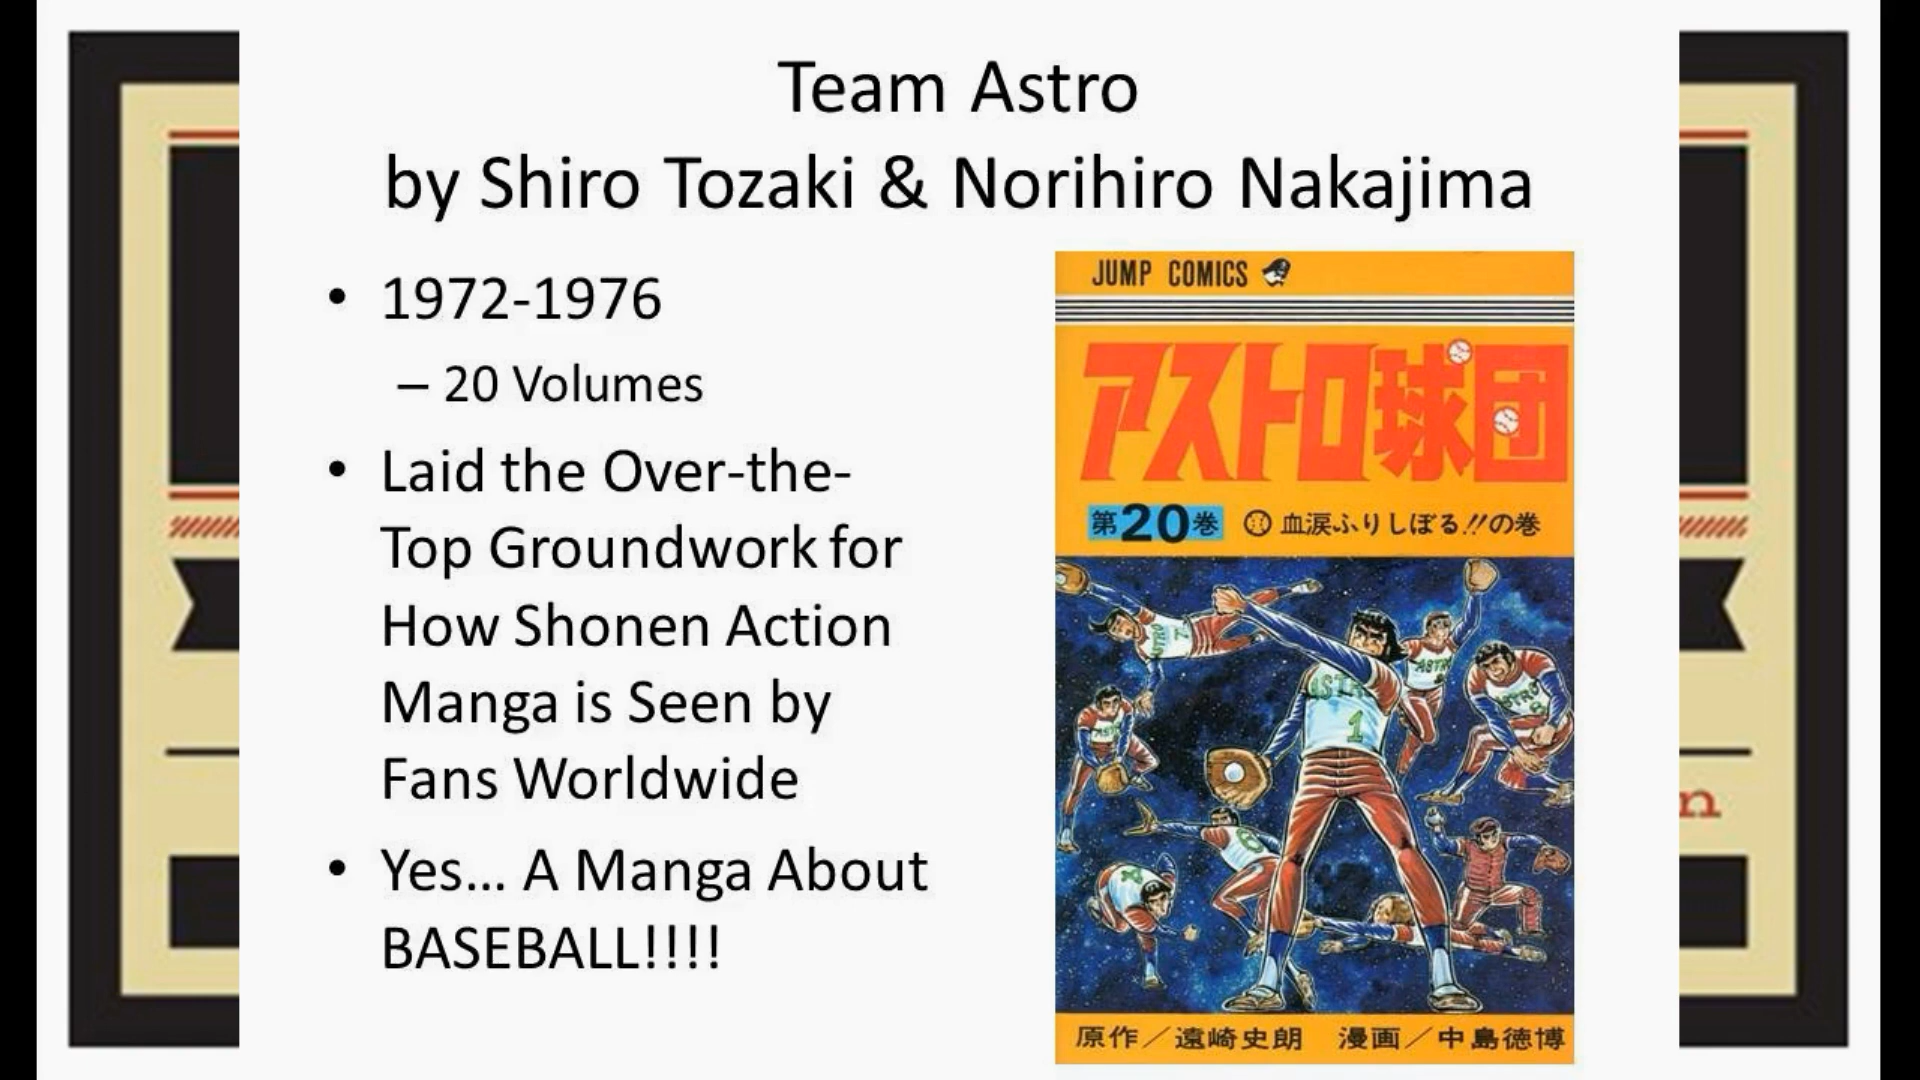 Team Astro
by Shiro Tozaki & Norihiro Nakajima
• 1972-1976
– 20 Volumes
• Laid the Over-the-
Top Groundwork for
How Shonen Action
Manga is Seen by
Fans Worldwide
• Yes... A Manga About
BASEBALL!!!!
JUMP COMICS
アストロ球団
第20巻 血涙ふりしぼる!!の巻
ASTRO
1
原作／遠崎史朗 漫画／中島徳博
n